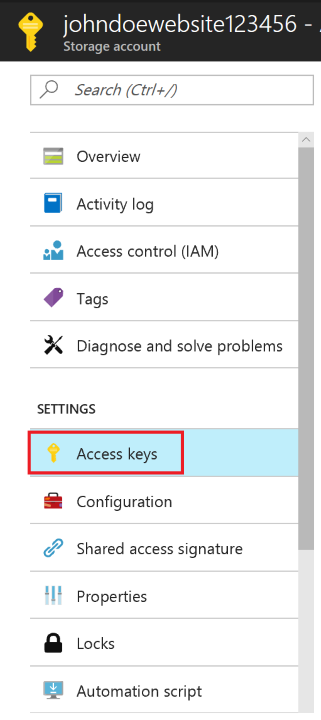 johndoewebsite123456 -
Storage account
Search (Ctrl+/)
Overview
Activity log
Access control (IAM)
Tags
Diagnose and solve problems
SETTINGS
Access keys
Configuration
Shared access signature
Properties
Locks
Automation script